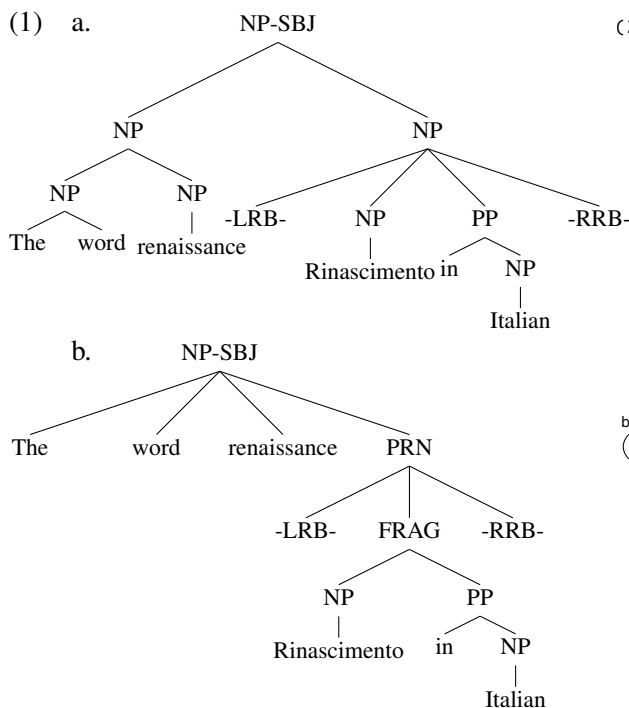 (1) a. NP-SBJ
NP NP
NP NP -LRB- NP PP -RRB-
The word renaissance Rinascimento in NP
Italian
b. NP-SBJ
The word renaissance PRN
-LRB- FRAG -RRB-
NP PP
Rinascimento in NP
Italian